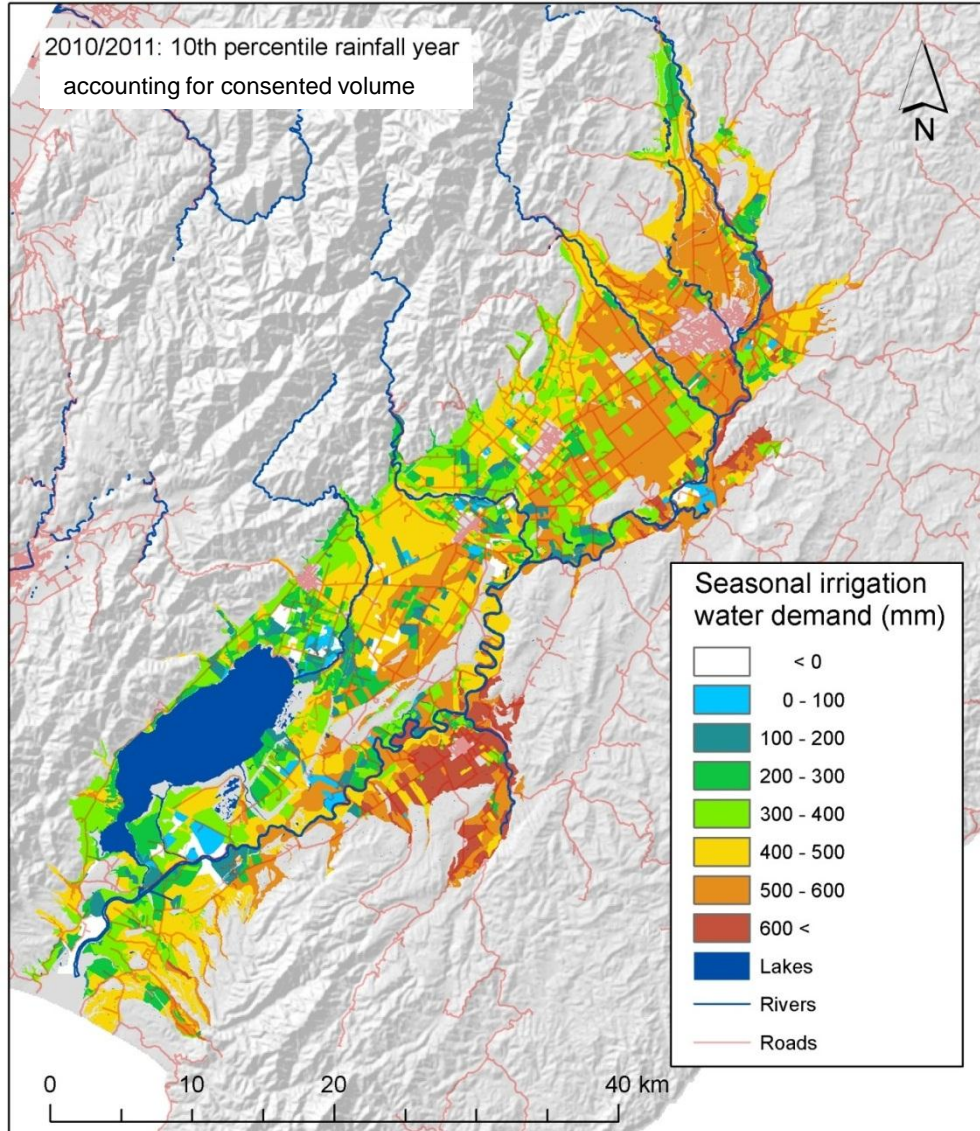 2010/2011: 10th percentile rainfall year
accounting for consented volume
N
Seasonal irrigation
water demand (mm)
< 0
0 - 100
100 - 200
200 - 300
300 - 400
400 - 500
500 - 600
600 <
Lakes
Rivers
Roads
0 10 20 40 km